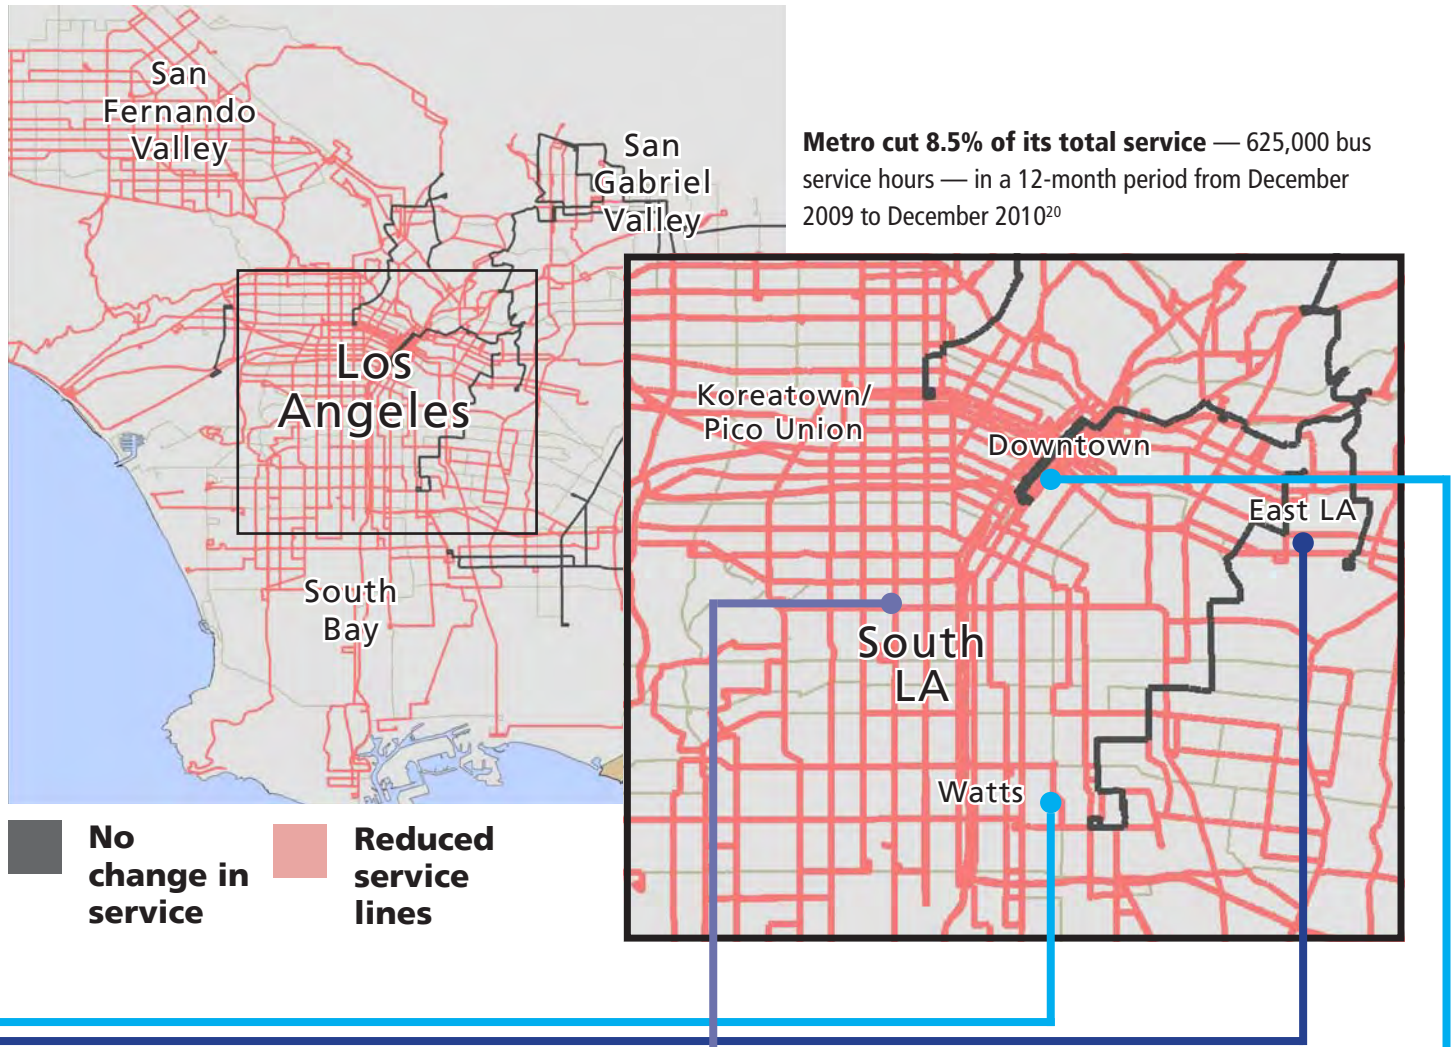 San
Fernando
Valley
San
Gabriel
Valley
Los
Angeles
South
Bay
Metro cut 8.5% of its total service — 625,000 bus
service hours — in a 12-month period from December
2009 to December 2010²⁰
Koreatown/
Pico Union
Downtown
East LA
South
LA
Watts
No
change in
service
Reduced
service
lines